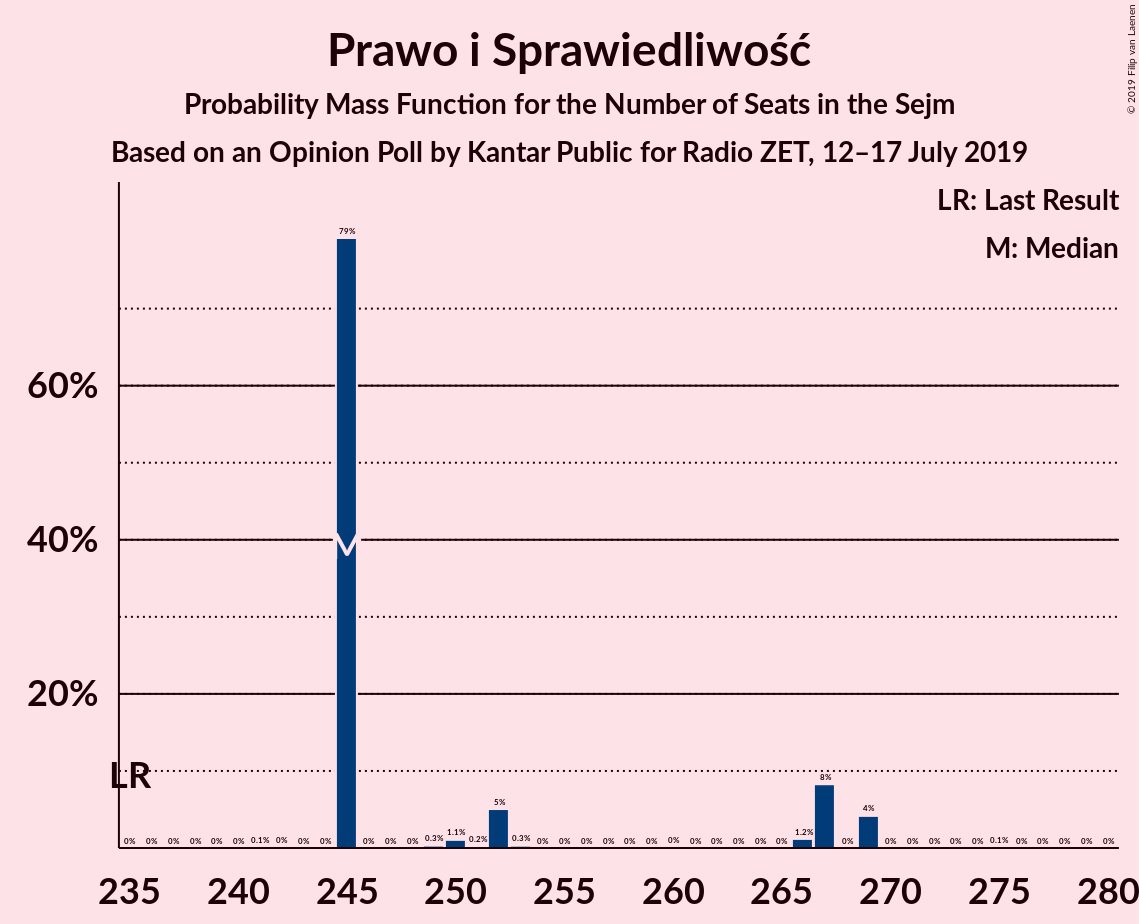 Prawo i Sprawiedliwość
Probability Mass Function for the Number of Seats in the Sejm
Based on an Opinion Poll by Kantar Public for Radio ZET, 12–17 July 2019
© 2019 Filip van Laenen
LR: Last Result
M: Median
79%
60%
40%
20%
LR
0% 0% 0% 0% 0% 0% 0.1% 0% 0% 0% 0% 0% 0% 0.3% 1.1% 0.2% 5% 0.3% 0% 0% 0% 0% 0% 0% 0% 0% 0% 0% 0% 0% 1.2% 8% 0% 4% 0% 0% 0% 0% 0% 0.1% 0% 0% 0% 0% 0%
235 240 245 250 255 260 265 270 275 280